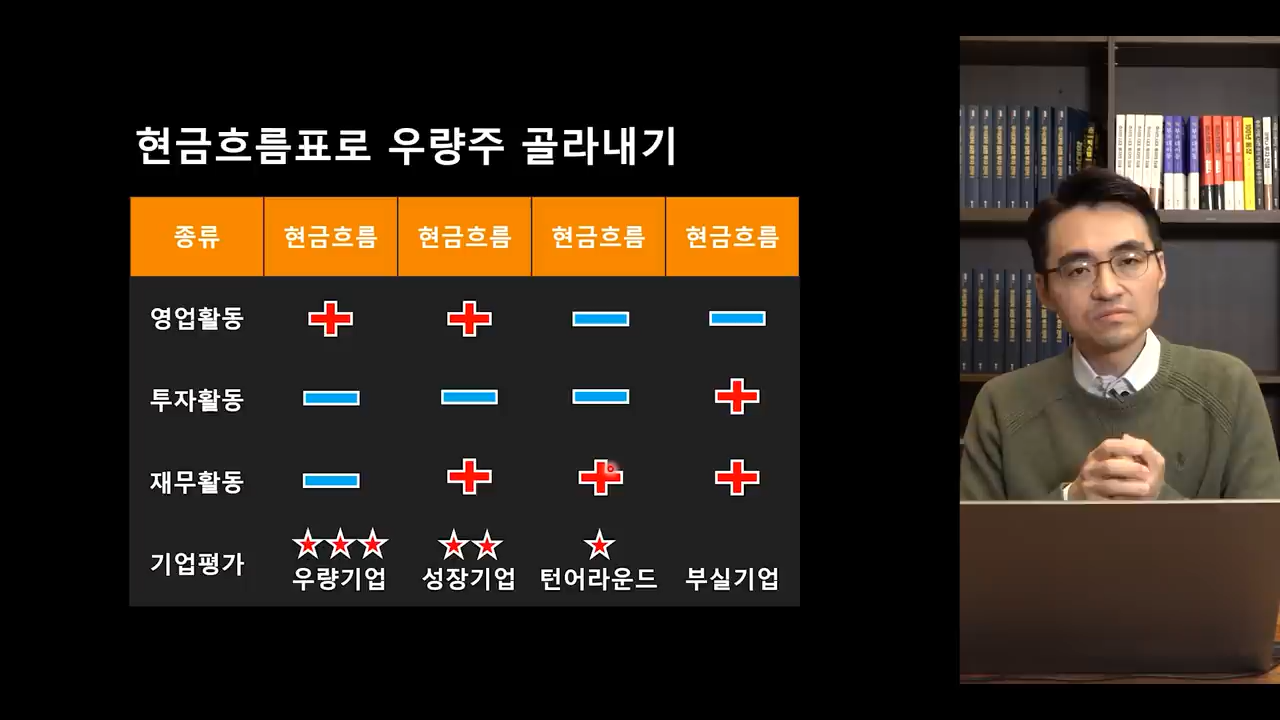 현금흐름표로 우량주 골라내기
종류 현금흐름 현금흐름 현금흐름 현금흐름
영업활동 + + - -
투자활동 - - - +
재무활동 - + + +
기업평가 ★★★ ★★ ★
우량기업 성장기업 턴어라운드 부실기업